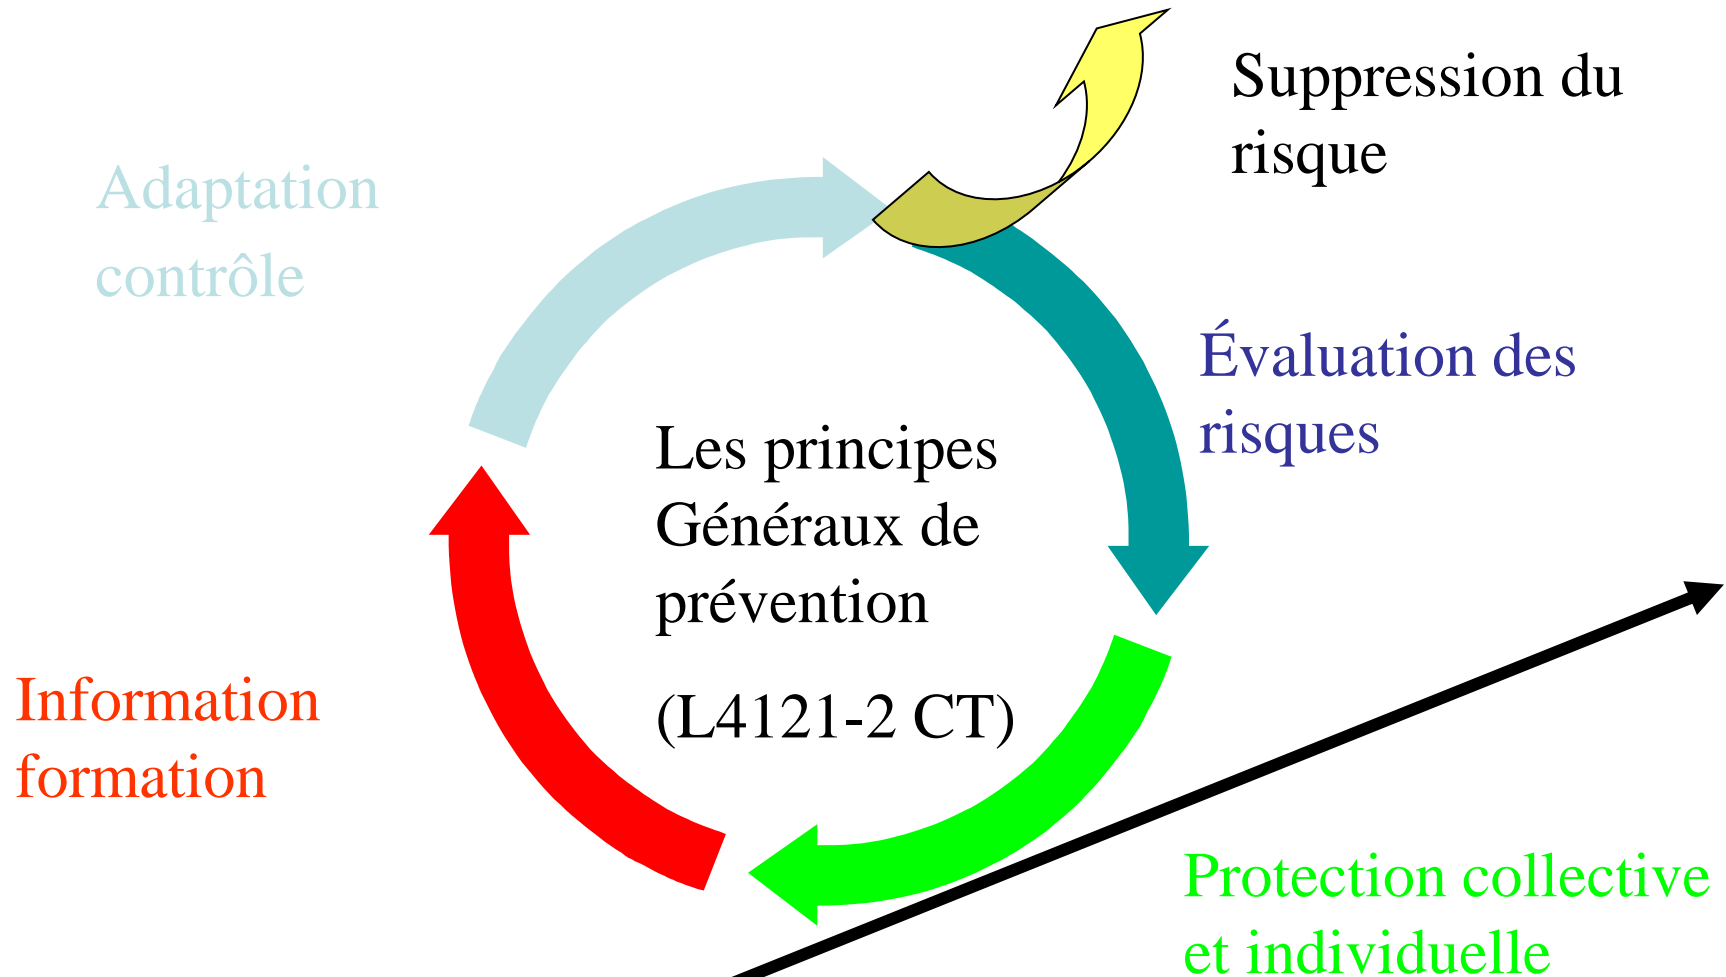 Suppression du
risque
Adaptation
contrôle
Évaluation des
risques
Les principes
Généraux de
prévention
(L4121-2 CT)
Information
formation
Protection collective
et individuelle